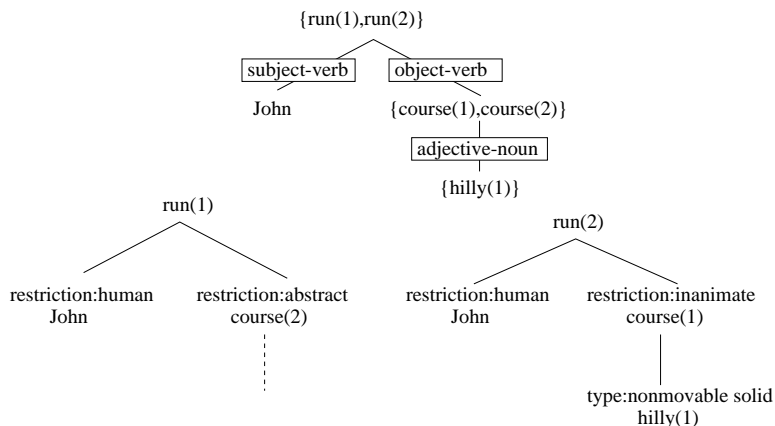 {run(1),run(2)}
subject-verb object-verb
John {course(1),course(2)}
adjective-noun
{hilly(1)}
run(1)
run(2)
restriction:human restriction:abstract restriction:human restriction:inanimate
John course(2) John course(1)
type:nonmovable solid
hilly(1)